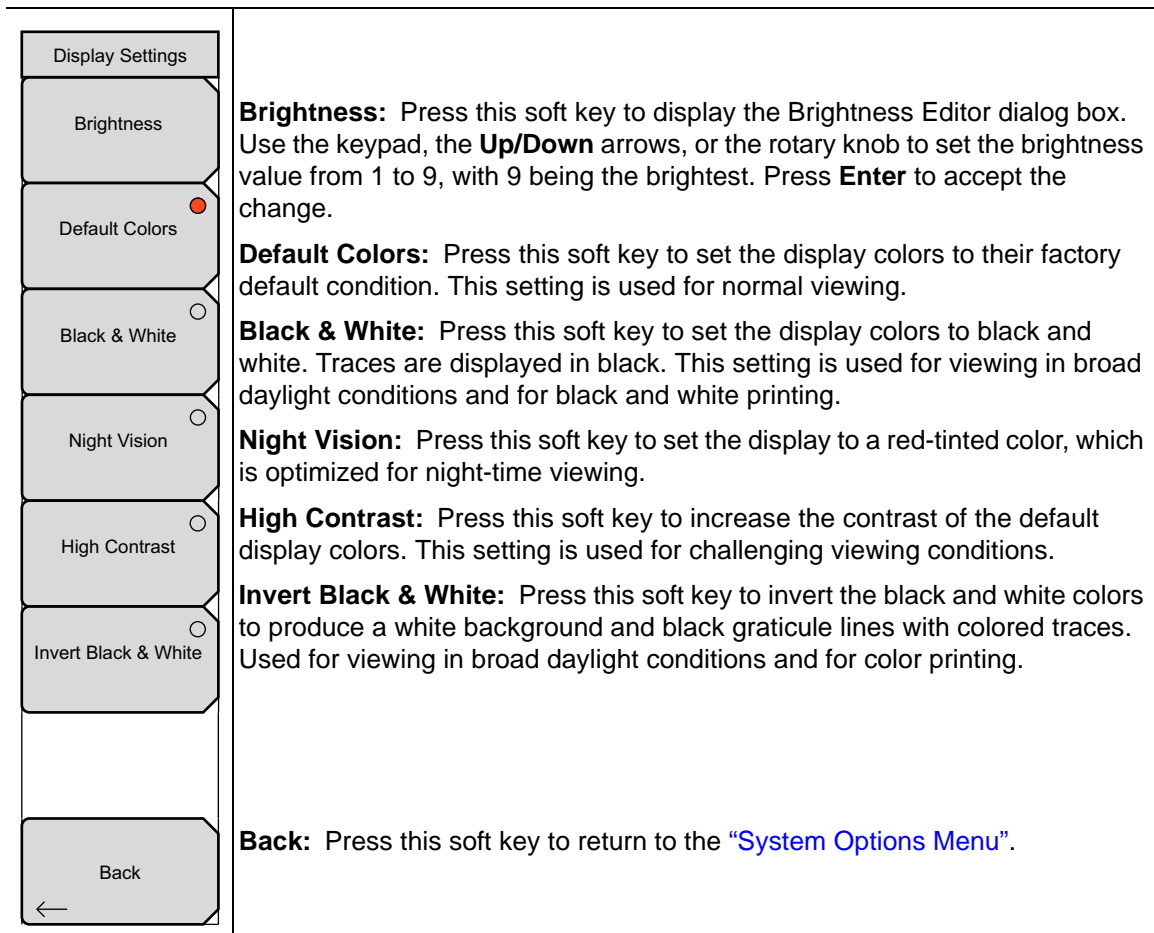 Display Settings
Brightness
Default Colors
Black & White
Night Vision
High Contrast
Invert Black & White
Back
Brightness: Press this soft key to display the Brightness Editor dialog box.
Use the keypad, the Up/Down arrows, or the rotary knob to set the brightness
value from 1 to 9, with 9 being the brightest. Press Enter to accept the
change.
Default Colors: Press this soft key to set the display colors to their factory
default condition. This setting is used for normal viewing.
Black & White: Press this soft key to set the display colors to black and
white. Traces are displayed in black. This setting is used for viewing in broad
daylight conditions and for black and white printing.
Night Vision: Press this soft key to set the display to a red-tinted color, which
is optimized for night-time viewing.
High Contrast: Press this soft key to increase the contrast of the default
display colors. This setting is used for challenging viewing conditions.
Invert Black & White: Press this soft key to invert the black and white colors
to produce a white background and black graticule lines with colored traces.
Used for viewing in broad daylight conditions and for color printing.
Back: Press this soft key to return to the “System Options Menu”.